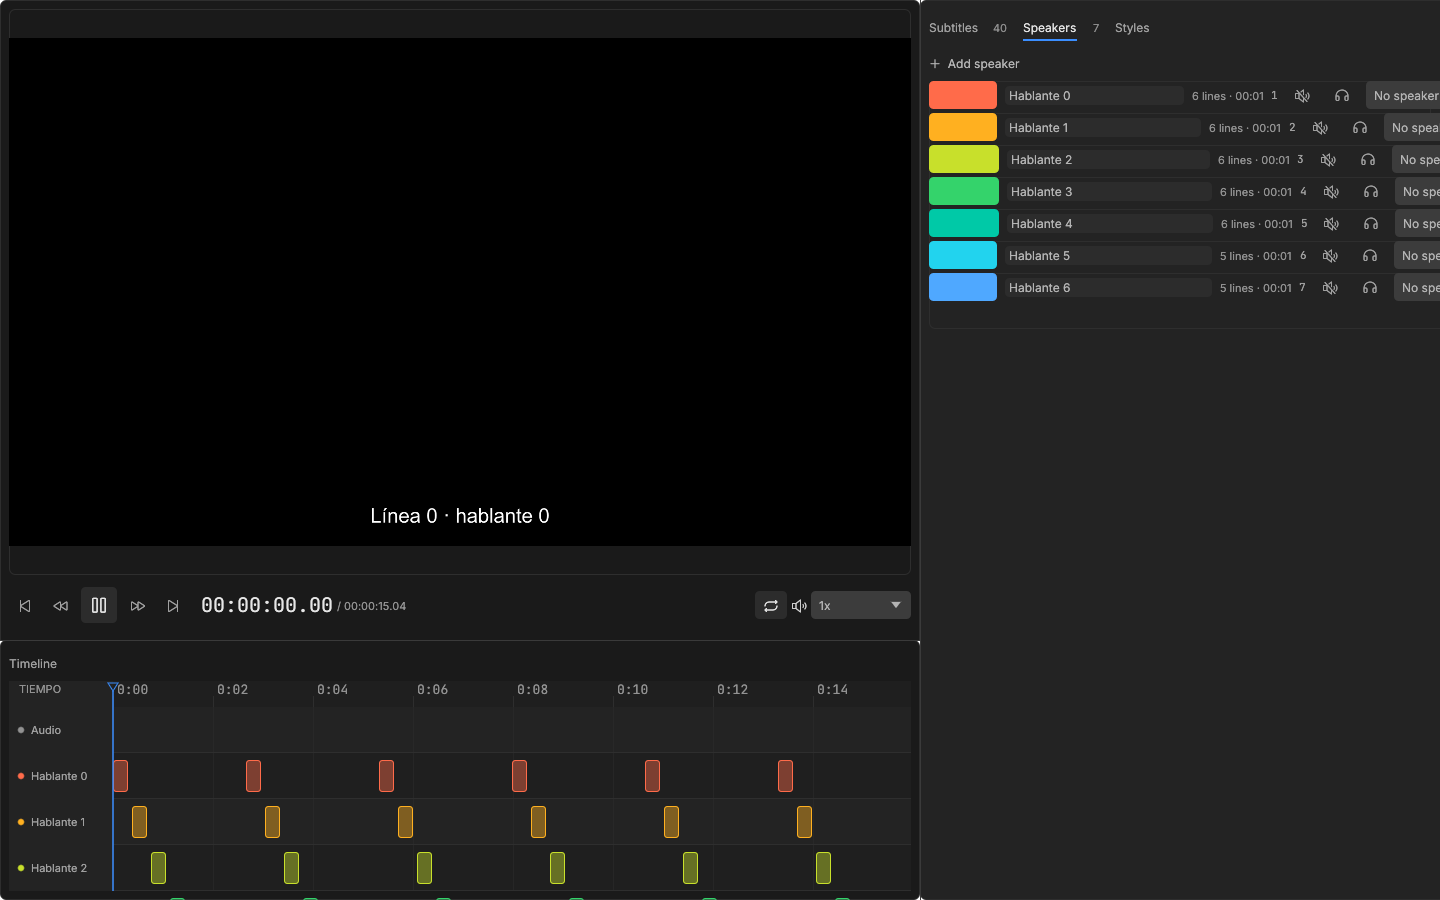 Subtitles 40 Speakers 7 Styles
+ Add speaker
Hablante 0 6 lines · 00:01 1 No speaker
Hablante 1 6 lines · 00:01 2 No spea
Hablante 2 6 lines · 00:01 3 No spe
Hablante 3 6 lines · 00:01 4 No spe
Hablante 4 6 lines · 00:01 5 No spe
Hablante 5 5 lines · 00:01 6 No spe
Hablante 6 5 lines · 00:01 7 No spe
Línea 0 · hablante 0
00:00:00.00 / 00:00:15.04 1x
Timeline
TIEMPO 0:00 0:02 0:04 0:06 0:08 0:10 0:12 0:14
Audio
Hablante 0
Hablante 1
Hablante 2